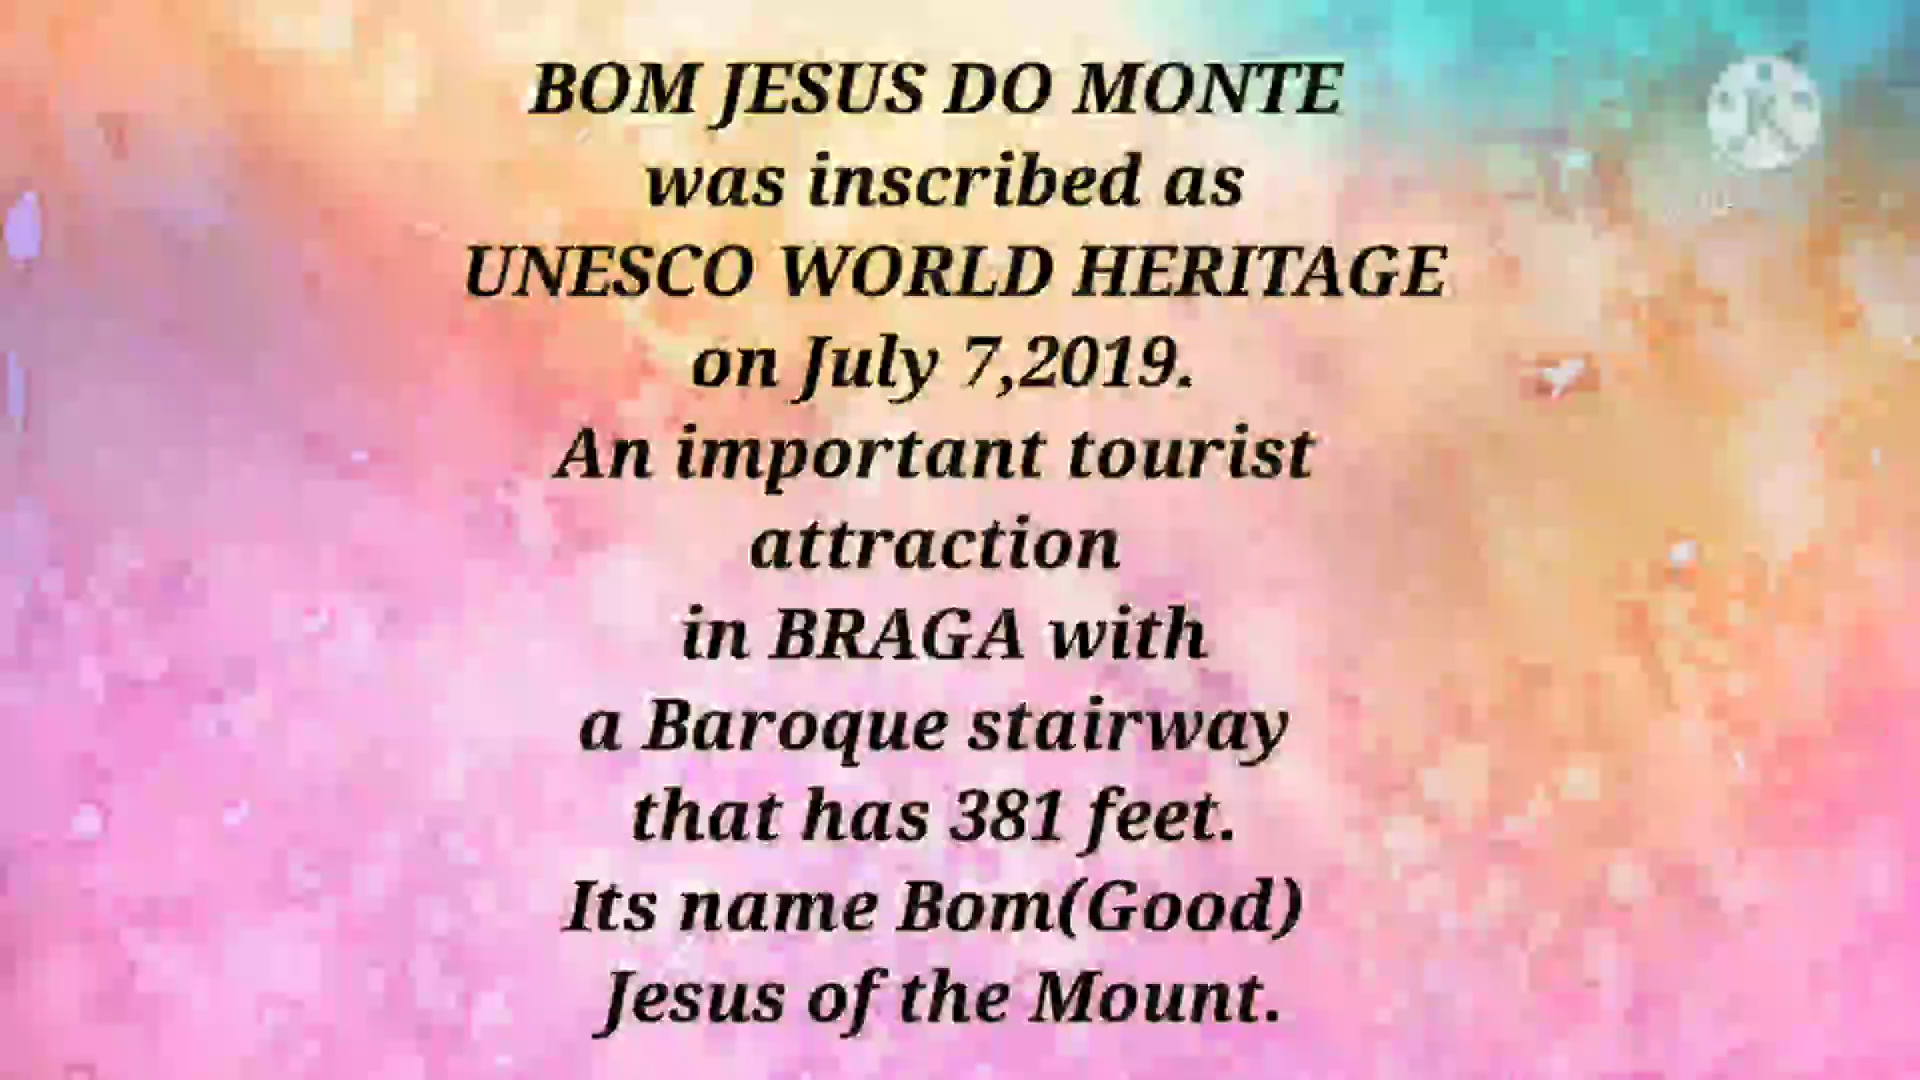 BOM JESUS DO MONTE
was inscribed as
UNESCO WORLD HERITAGE
on July 7,2019.
An important tourist
attraction
in BRAGA with
a Baroque stairway
that has 381 feet.
Its name Bom(Good)
Jesus of the Mount.